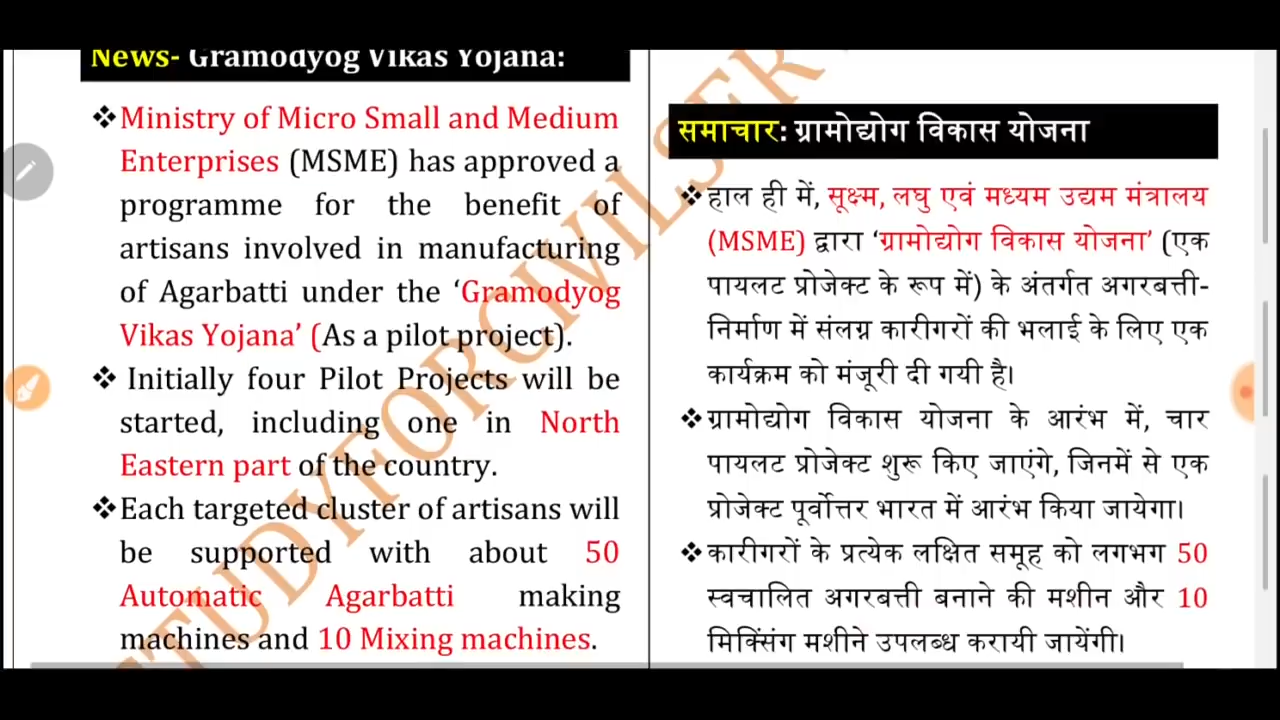 News- Gramodyog Vikas Yojana:
❖Ministry of Micro Small and Medium
Enterprises (MSME) has approved a
programme for the benefit of
artisans involved in manufacturing
of Agarbatti under the ‘Gramodyog
Vikas Yojana’ (As a pilot project).
❖ Initially four Pilot Projects will be
started, including one in North
Eastern part of the country.
❖Each targeted cluster of artisans will
be supported with about 50
Automatic Agarbatti making
machines and 10 Mixing machines.
समाचार: ग्रामोद्योग विकास योजना
❖हाल ही में, सूक्ष्म, लघु एवं मध्यम उद्यम मंत्रालय
(MSME) द्वारा ‘ग्रामोद्योग विकास योजना’ (एक
पायलट प्रोजेक्ट के रूप में) के अंतर्गत अगरबत्ती-
निर्माण में संलग्न कारीगरों की भलाई के लिए एक
कार्यक्रम को मंजूरी दी गयी है।
❖ग्रामोद्योग विकास योजना के आरंभ में, चार
पायलट प्रोजेक्ट शुरू किए जाएंगे, जिनमें से एक
प्रोजेक्ट पूर्वोत्तर भारत में आरंभ किया जायेगा।
❖कारीगरों के प्रत्येक लक्षित समूह को लगभग 50
स्वचालित अगरबत्ती बनाने की मशीन और 10
मिक्सिंग मशीने उपलब्ध करायी जायेंगी।
STUDYFORCIVILSER